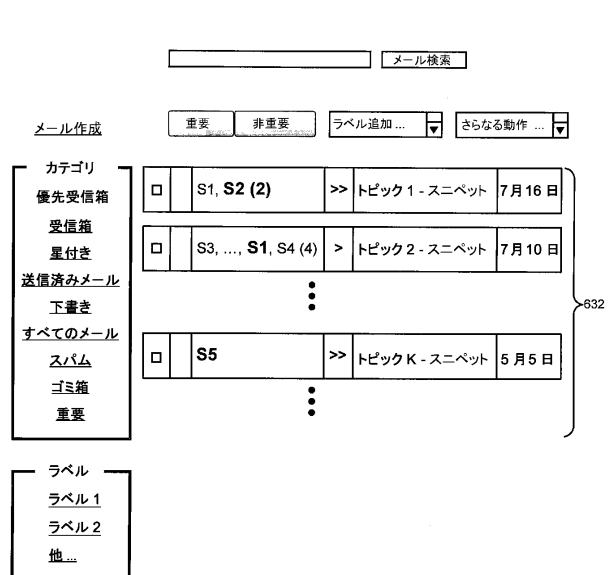 メール検索
メール作成
重要 非重要 ラベル追加 ... ▼ さらなる動作 ... ▼
カテゴリ
優先受信箱
受信箱
星付き
送信済みメール
下書き
すべてのメール
スパム
ゴミ箱
重要
S1, S2 (2) >> トピック 1 - スニペット 7月16日
S3, ..., S1, S4 (4) > トピック 2 - スニペット 7月10日
S5 >> トピック K - スニペット 5月5日
632
ラベル
ラベル 1
ラベル 2
他 ...